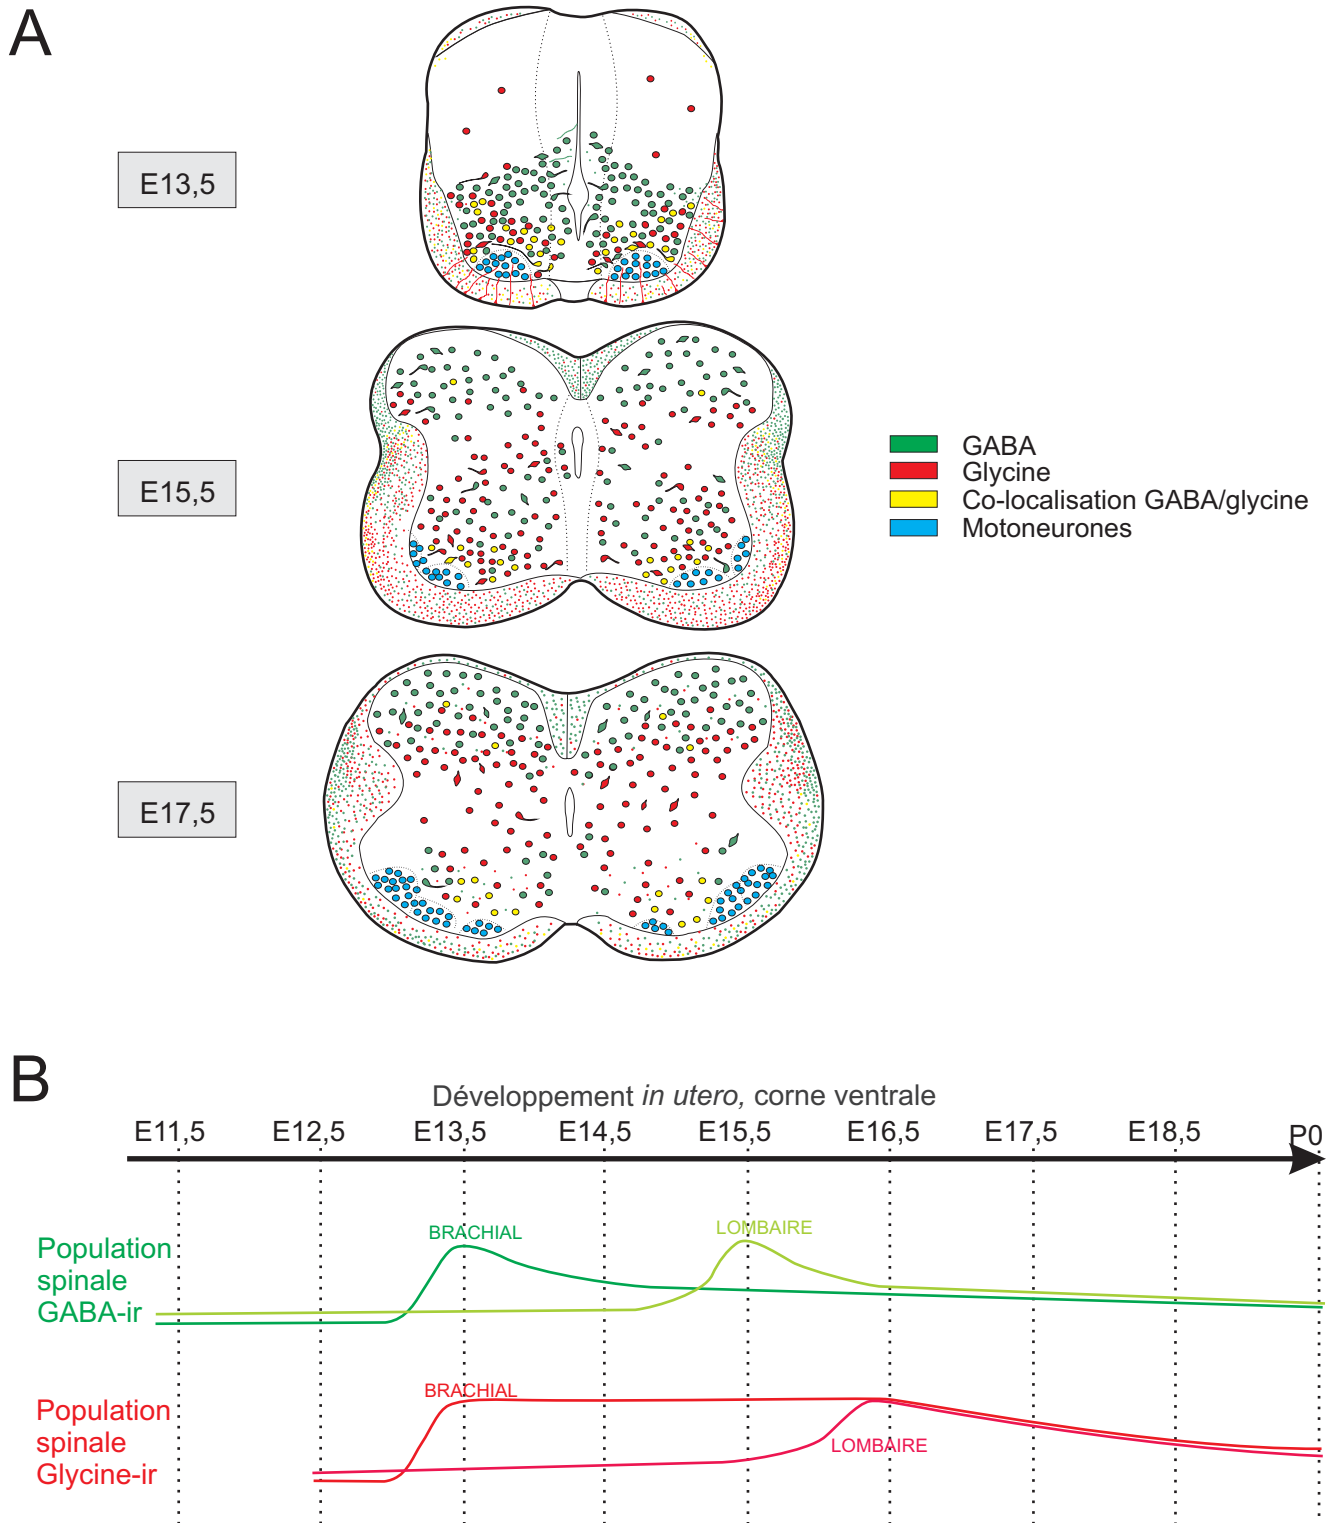 A
E13,5
E15,5
GABA
Glycine
Co-localisation GABA/glycine
Motoneurones
E17,5
B
Développement in utero, corne ventrale
E11,5 E12,5 E13,5 E14,5 E15,5 E16,5 E17,5 E18,5 P0
BRACHIAL
LOMBAIRE
Population
spinale
GABA-ir
BRACHIAL
LOMBAIRE
Population
spinale
Glycine-ir